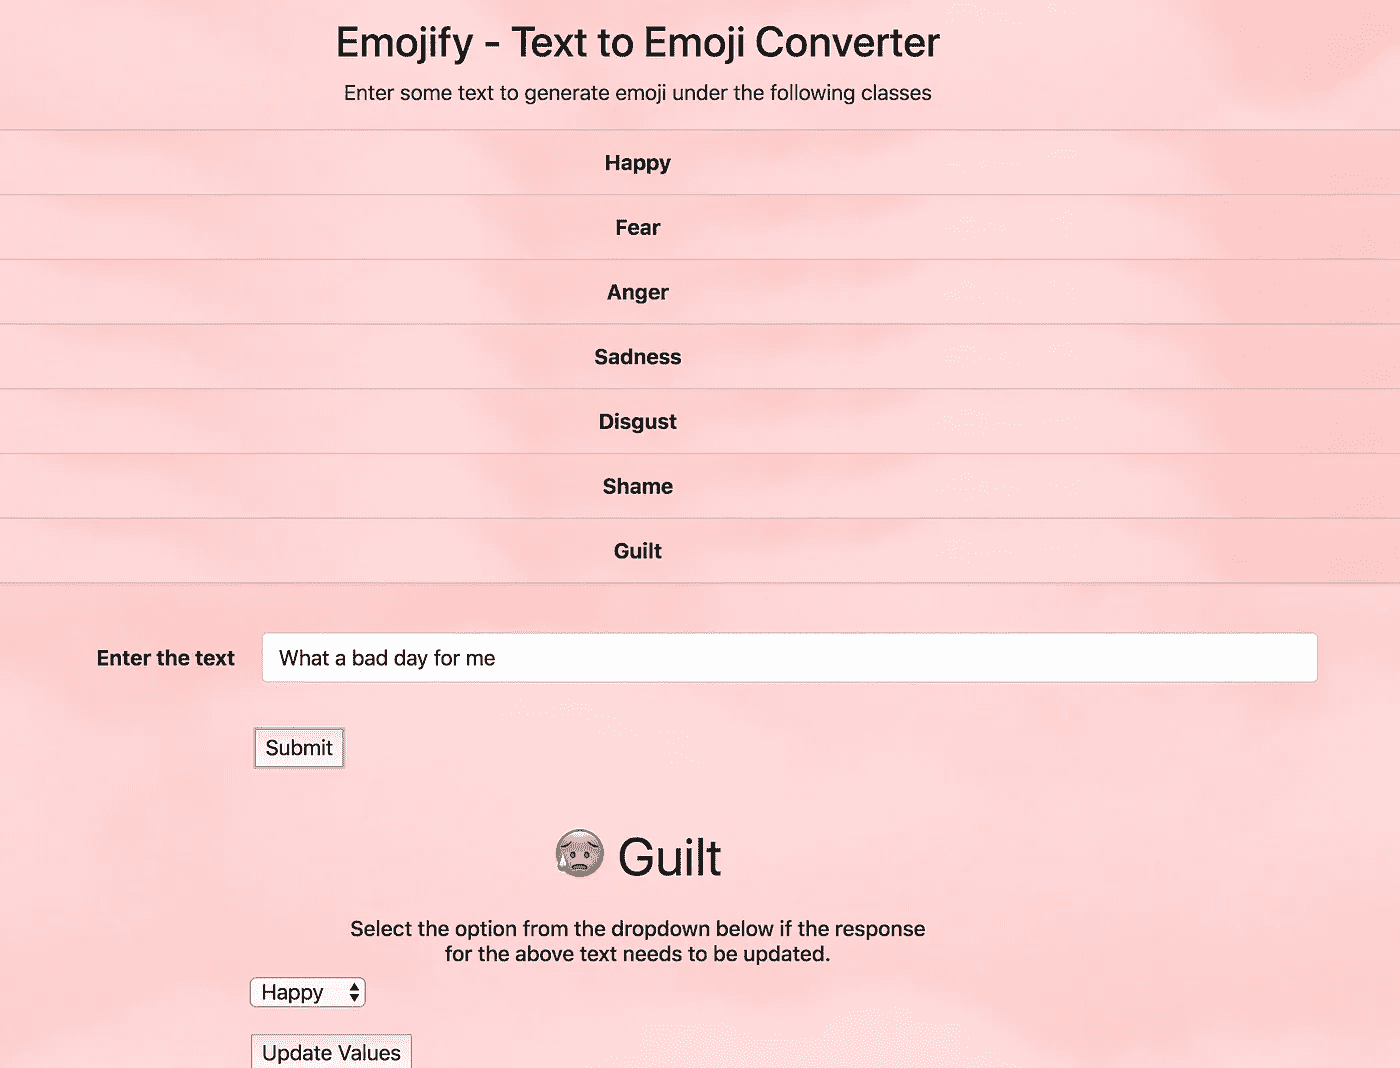 Emojify - Text to Emoji Converter
Enter some text to generate emoji under the following classes
Happy
Fear
Anger
Sadness
Disgust
Shame
Guilt
Enter the text What a bad day for me
Submit
Guilt
Select the option from the dropdown below if the response
for the above text needs to be updated.
Happy
Update Values